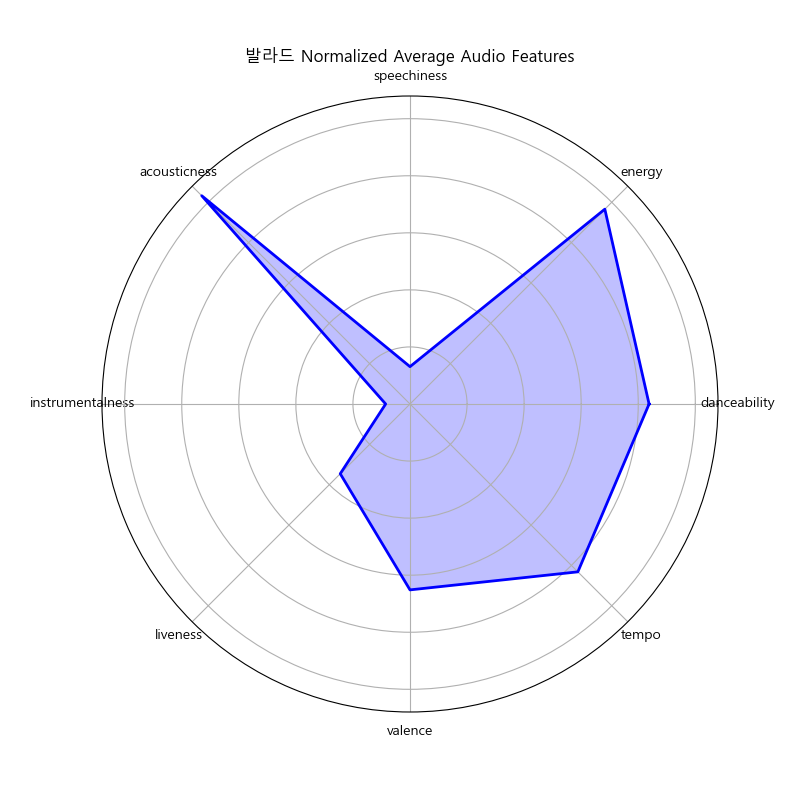 발라드 Normalized Average Audio Features
speechiness
acousticness
energy
instrumentalness
danceability
liveness
tempo
valence